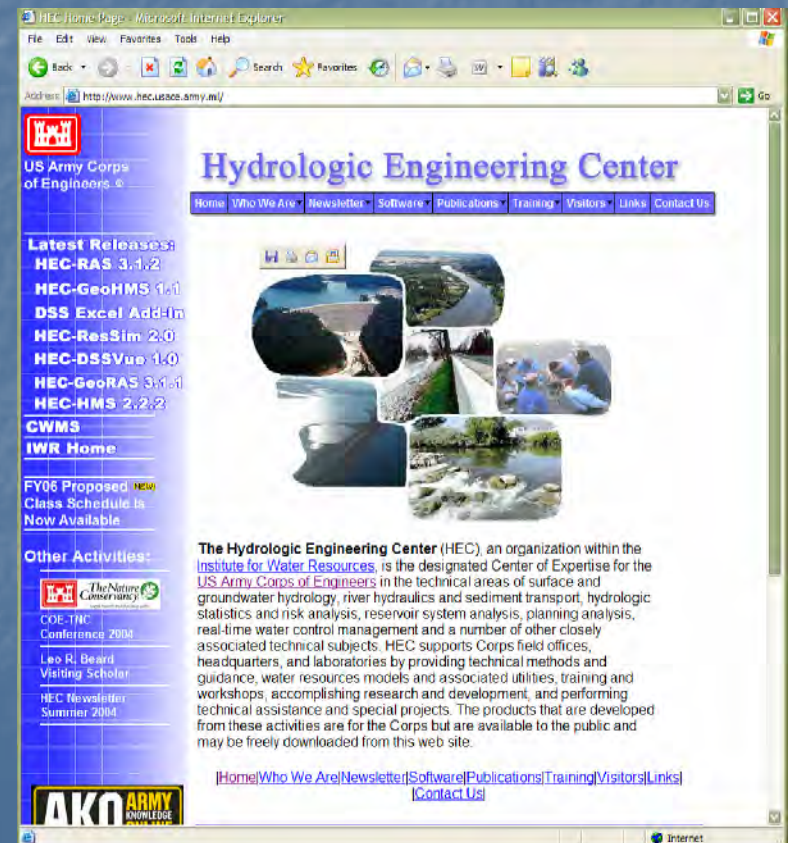 HEC Home Page - Microsoft Internet Explorer
File Edit View Favorites Tools Help
Back Search Favorites
Address http://www.hec.usace.army.mil/ Go
US Army Corps
of Engineers ®
Hydrologic Engineering Center
Home Who We Are Newsletter Software Publications Training Visitors Links Contact Us
Latest Releases:
HEC-RAS 3.1.2
HEC-GeoHMS 1.1
DSS Excel Add-In
HEC-ResSim 2.0
HEC-DSSVue 1.0
HEC-GeoRAS 3.1.1
HEC-HMS 2.2.2
CWMS
IWR Home
FY06 Proposed NEW
Class Schedule Is
Now Available
Other Activities:
The Nature
Conservancy
COE-TNC
Conference 2004
Leo R. Beard
Visiting Scholar
HEC Newsletter
Summer 2004
AKO ARMY
KNOWLEDGE
ONLINE
The Hydrologic Engineering Center (HEC), an organization within the
Institute for Water Resources, is the designated Center of Expertise for the
US Army Corps of Engineers in the technical areas of surface and
groundwater hydrology, river hydraulics and sediment transport, hydrologic
statistics and risk analysis, reservoir system analysis, planning analysis,
real-time water control management and a number of other closely
associated technical subjects. HEC supports Corps field offices,
headquarters, and laboratories by providing technical methods and
guidance, water resources models and associated utilities, training and
workshops, accomplishing research and development, and performing
technical assistance and special projects. The products that are developed
from these activities are for the Corps but are available to the public and
may be freely downloaded from this web site.
|Home|Who We Are|Newsletter|Software|Publications|Training|Visitors|Links|
|Contact Us|
Internet